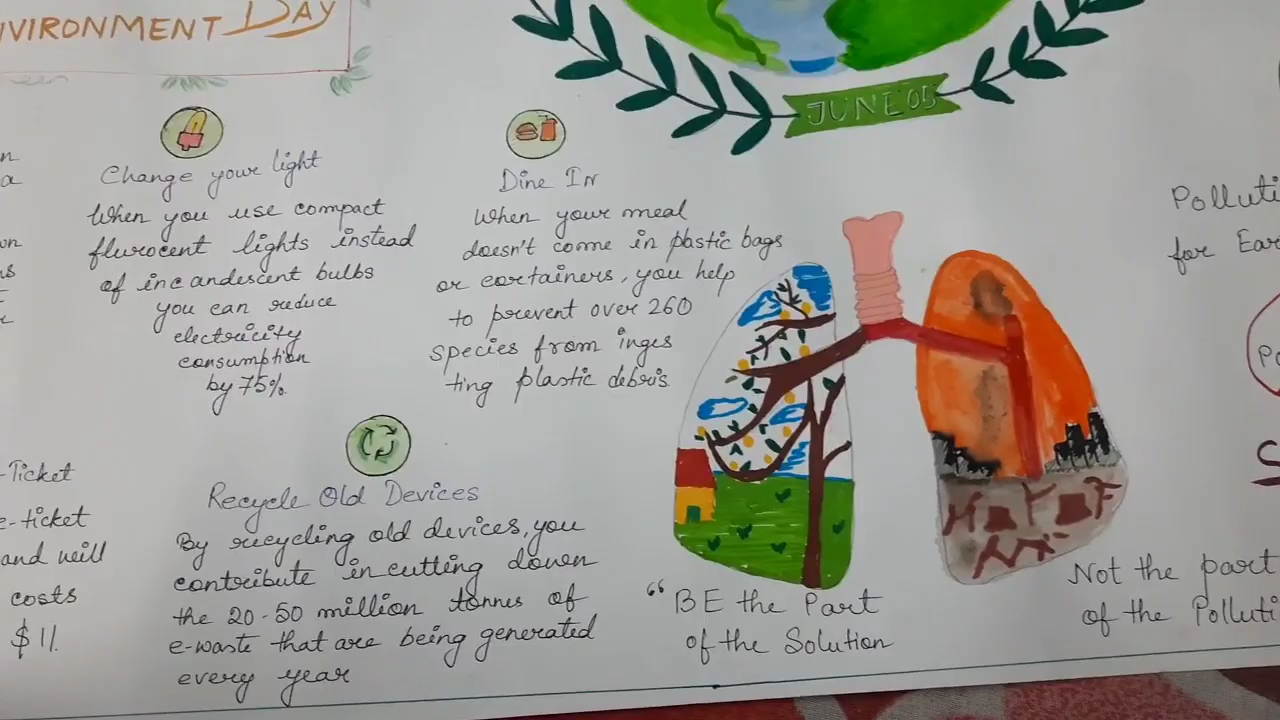 ENVIRONMENT DAY
een
JUNE 05
Change your light
When you use compact
flurocent lights instead
of incandescent bulbs
you can reduce
electricity
consumption
by 75%.
Dine In
When your meal
doesn't come in plastic bags
or cortainers, you help
to prevent over 260
species from inges
ting plastic debris
-Ticket
e-ticket
and will
costs
$1
Recycle Old Devices
By recycling old devices, you
contribute in cutting down
the 20-50 million tonnes of
e-waste that are being generated
every year
"BE the Part
of the Solution
Not the part
of the Polluti
Polluti
for Ear
Po
S